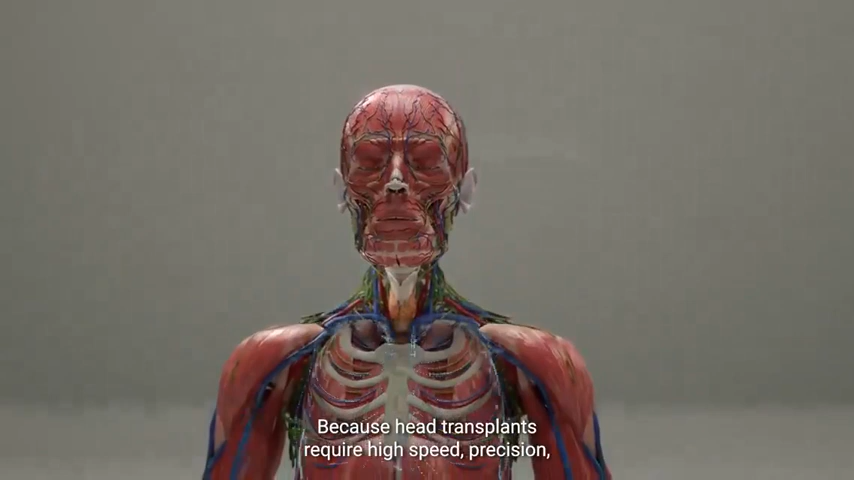 Because head transplants
require high speed, precision,